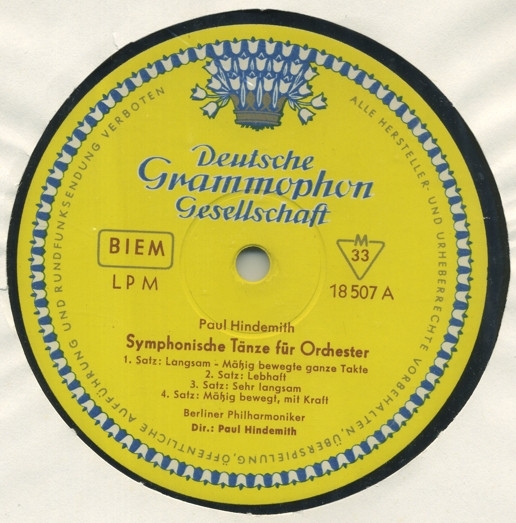 ALLE HERSTELLER- UND URHEBERRECHTE VORBEHALTEN, ÜBERSPIELUNG, ÖFFENTLICHE AUFFÜHRUNG UND RUNDFUNKSENDUNG VERBOTEN
Deutsche
Grammophon
Gesellschaft
BIEM
LPM
M
33
18 507 A
Paul Hindemith
Symphonische Tänze für Orchester
1. Satz: Langsam - Mäßig bewegte ganze Takte
2. Satz: Lebhaft
3. Satz: Sehr langsam
4. Satz: Mäßig bewegt, mit Kraft
Berliner Philharmoniker
Dir.: Paul Hindemith